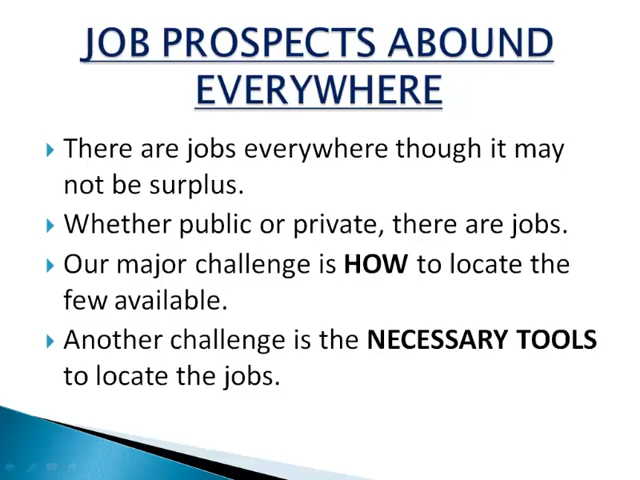 JOB PROSPECTS ABOUND
EVERYWHERE
There are jobs everywhere though it may
not be surplus.
Whether public or private, there are jobs.
Our major challenge is HOW to locate the
few available.
Another challenge is the NECESSARY TOOLS
to locate the jobs.